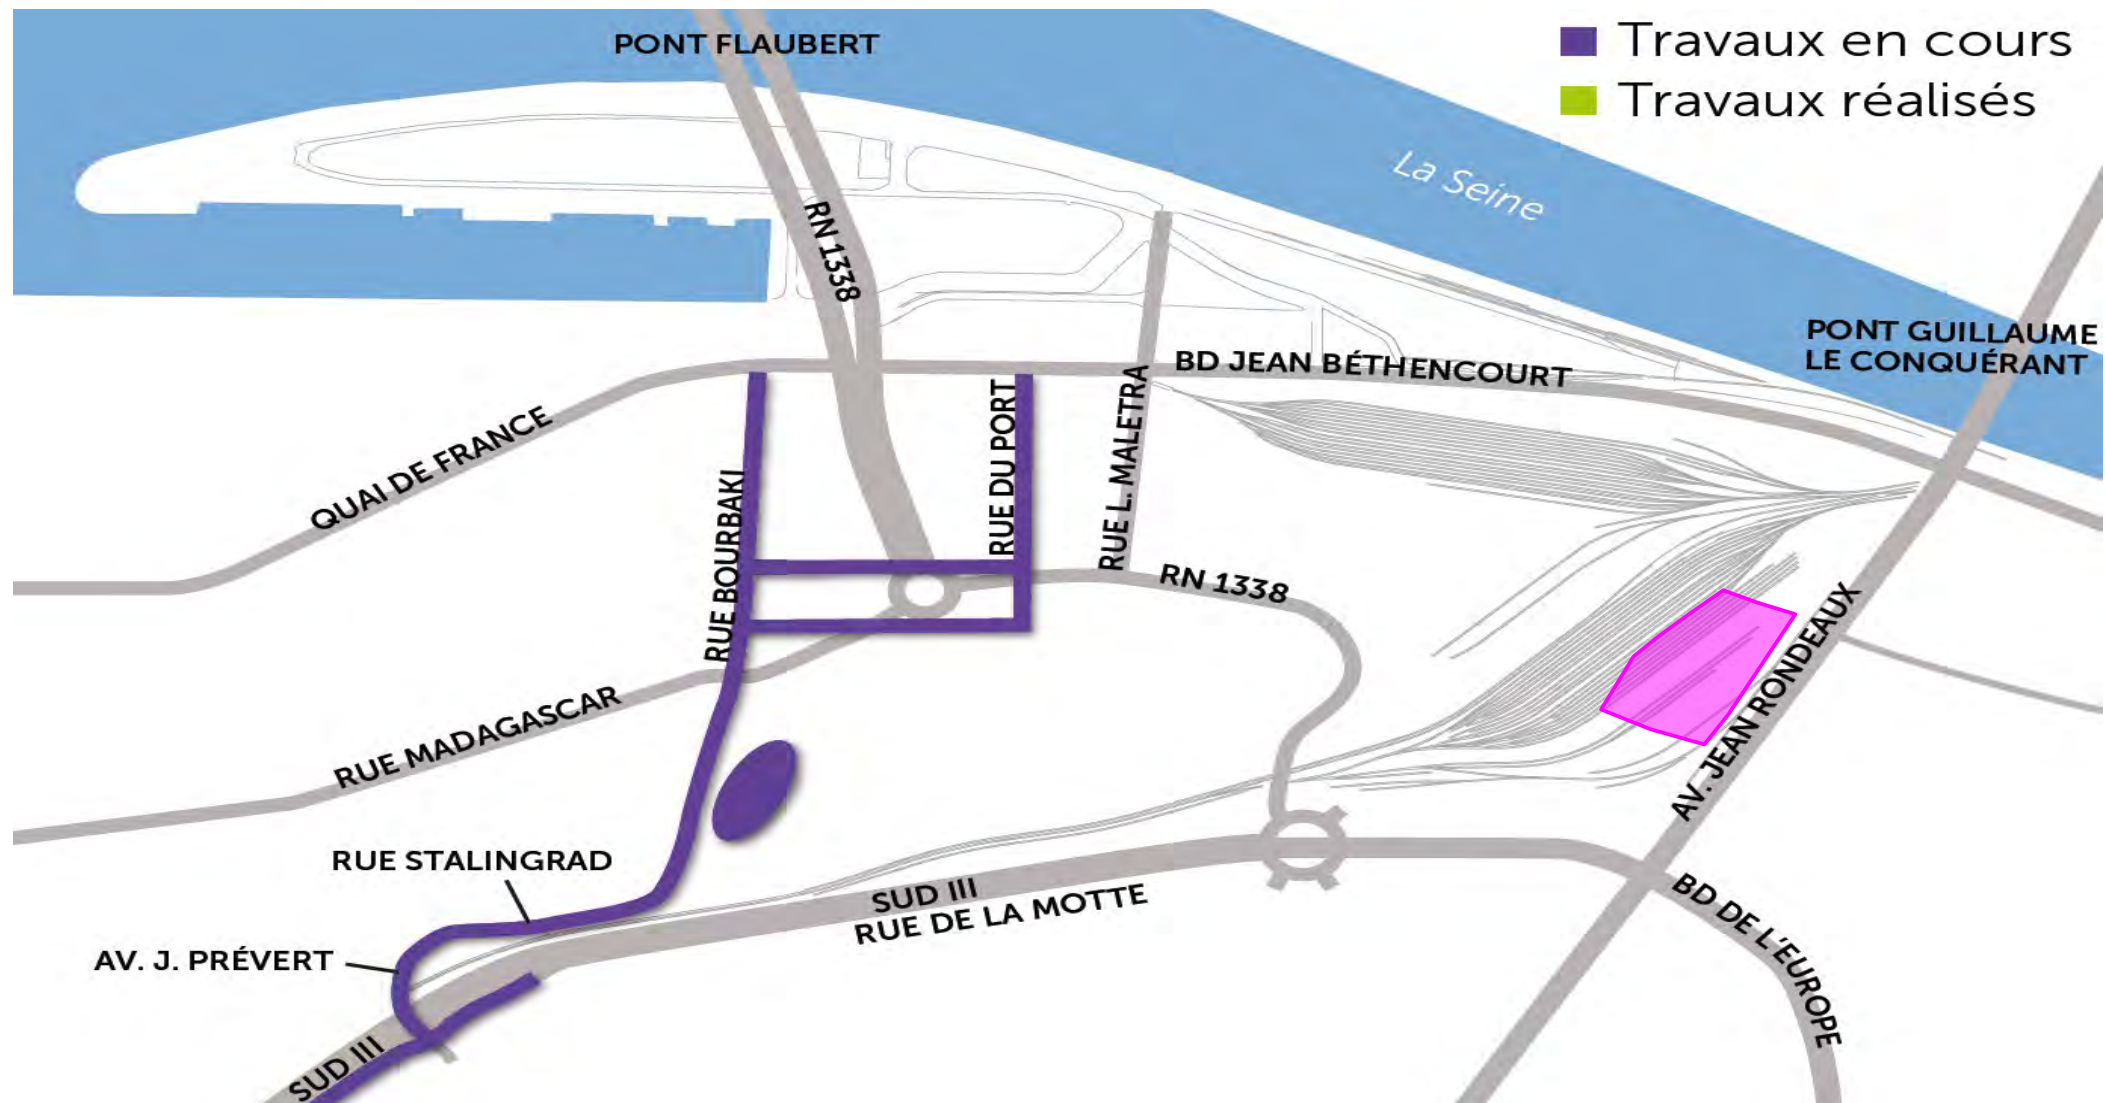 PONT FLAUBERT
Travaux en cours
Travaux réalisés
La Seine
RN 1338
PONT GUILLAUME
LE CONQUÉRANT
BD JEAN BÉTHENCOURT
QUAI DE FRANCE
RUE BOURBAKI
RUE DU PORT
RUE L. MALETRA
RN 1338
AV. JEAN RONDEAUX
RUE MADAGASCAR
RUE STALINGRAD
SUD III
RUE DE LA MOTTE
BD DE L'EUROPE
AV. J. PRÉVERT
SUD III